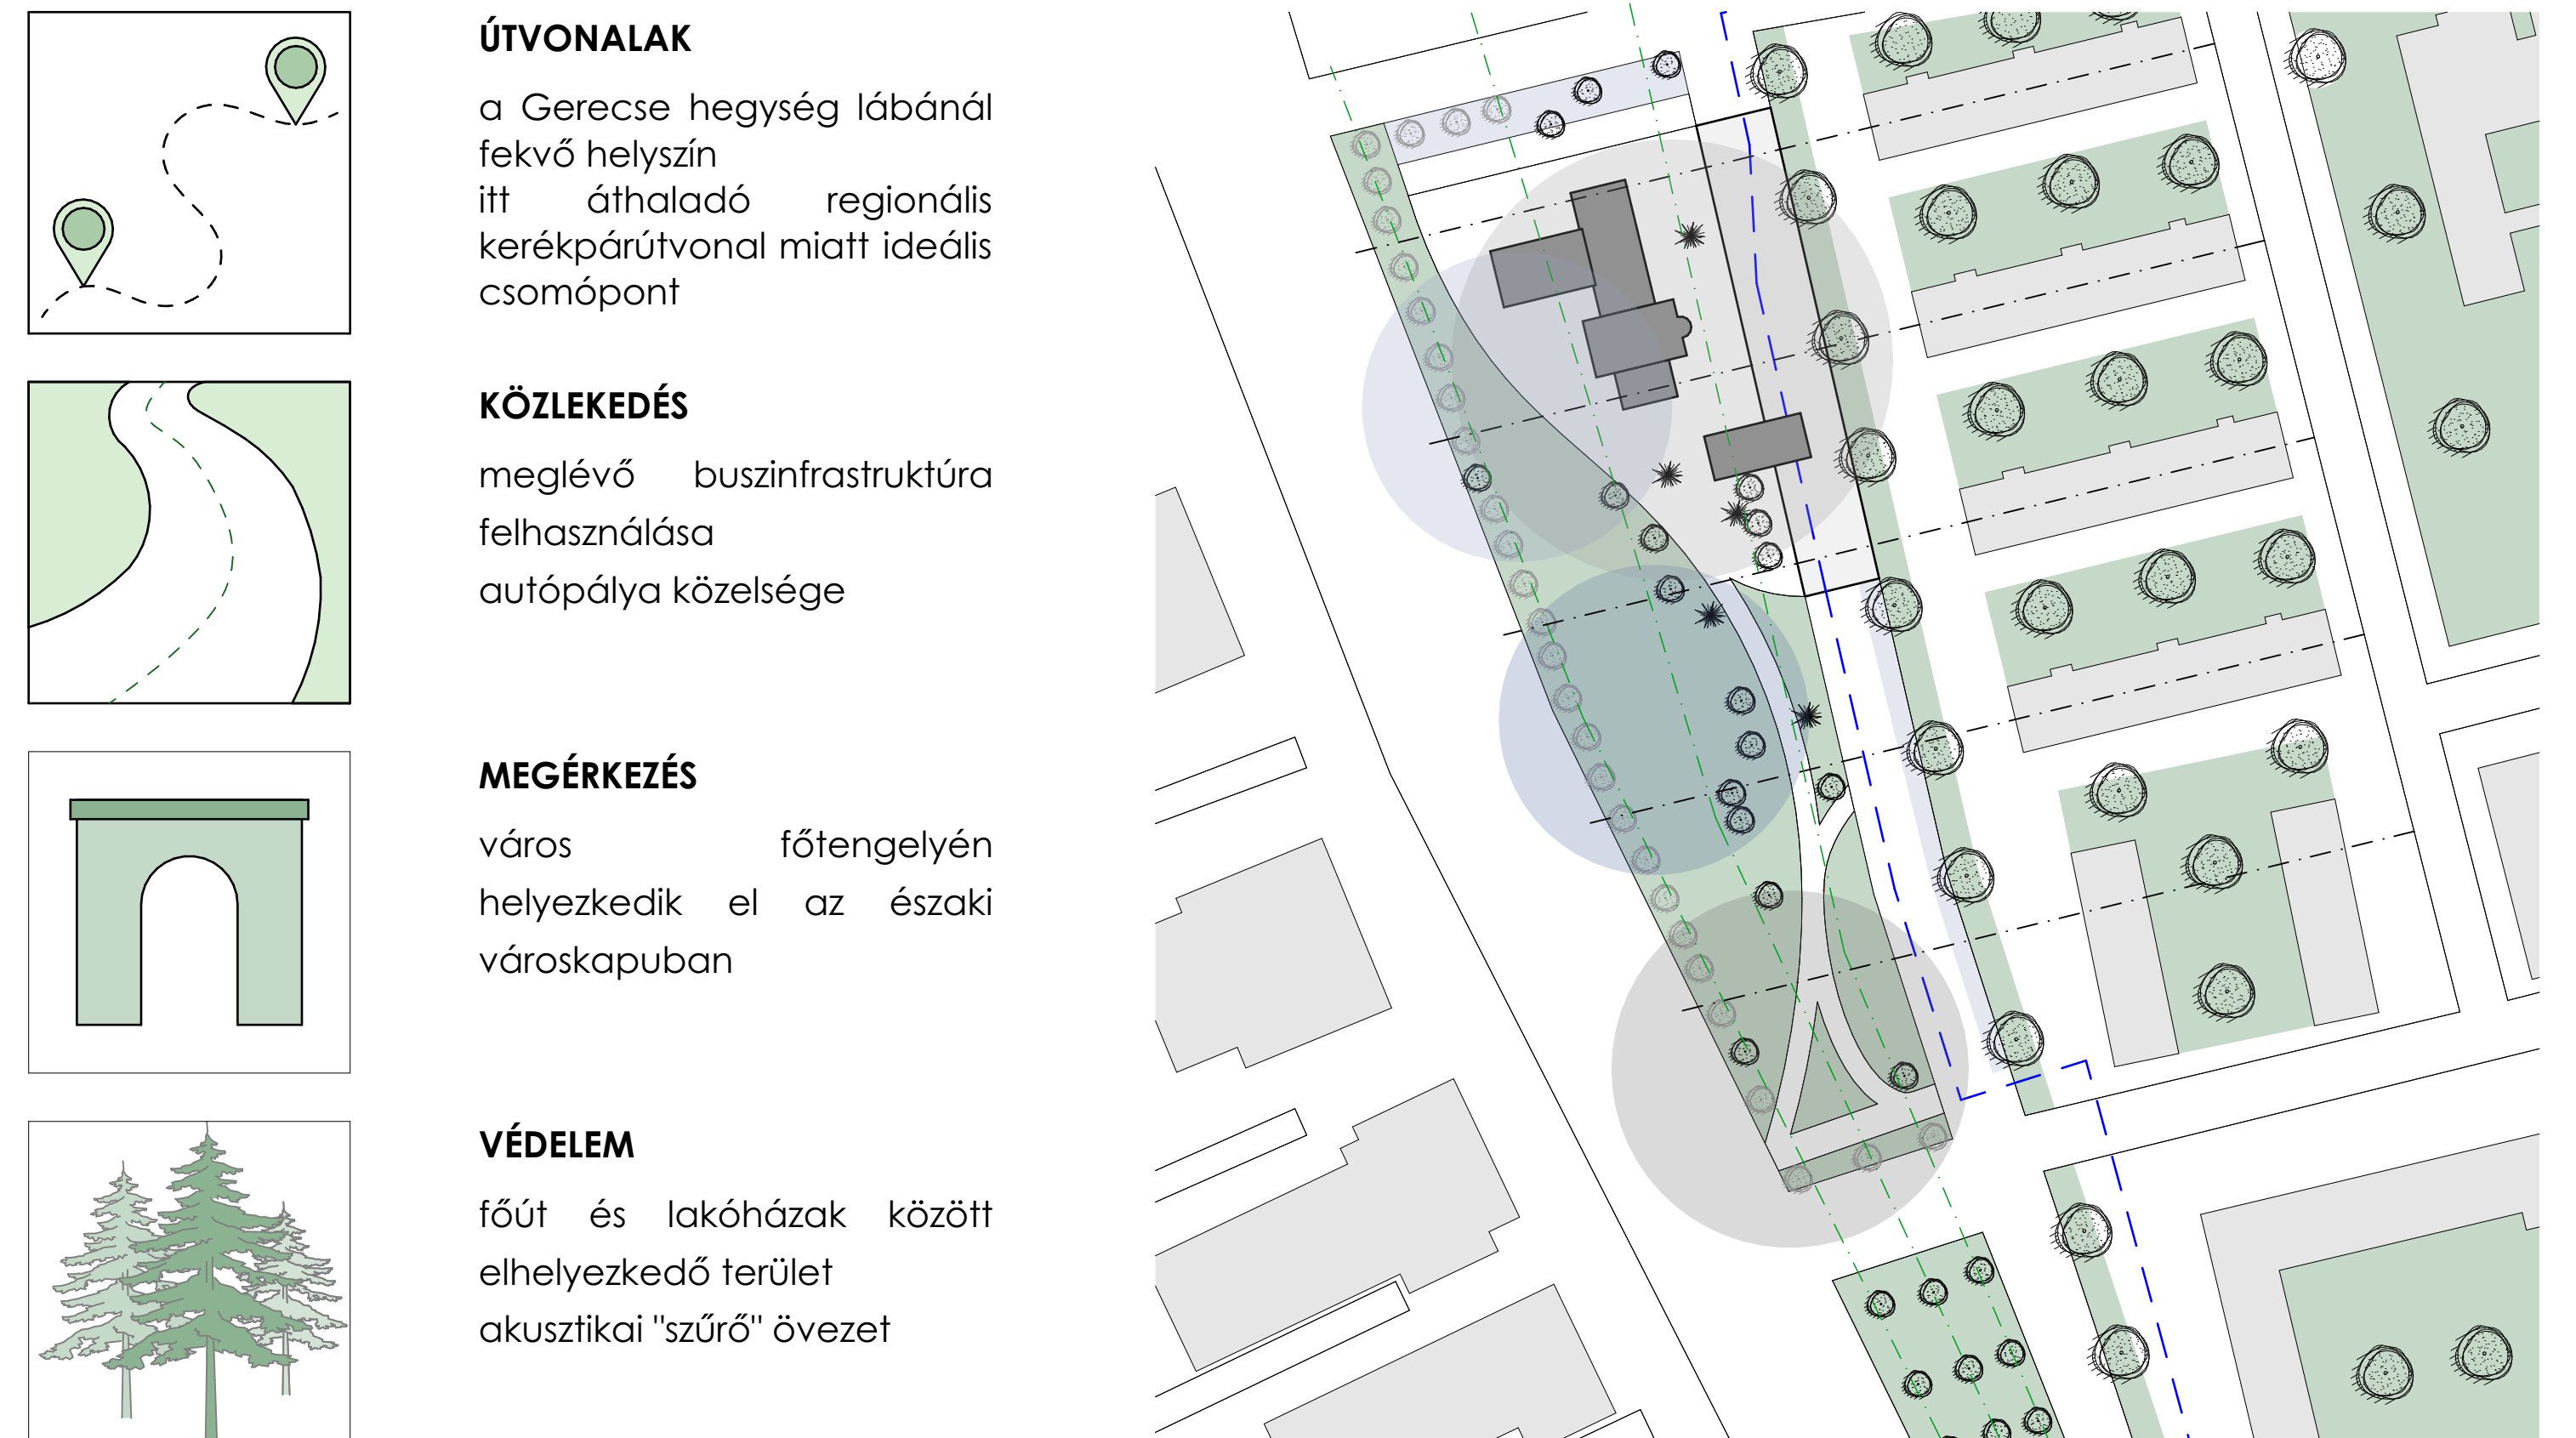 ÚTVONALAK
a Gerecse hegység lábánál
fekvő helyszín
itt áthaladó regionális
kerékpárútvonal miatt ideális
csomópont
KÖZLEKEDÉS
meglévő buszinfrastruktúra
felhasználása
autópálya közelsége
MEGÉRKEZÉS
város főtengelyén
helyezkedik el az északi
városkapuban
VÉDELEM
főút és lakóházak között
elhelyezkedő terület
akusztikai "szűrő" övezet